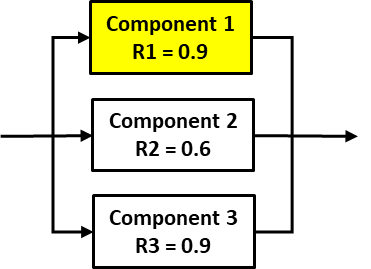 Component 1
R1 = 0.9
Component 2
R2 = 0.6
Component 3
R3 = 0.9